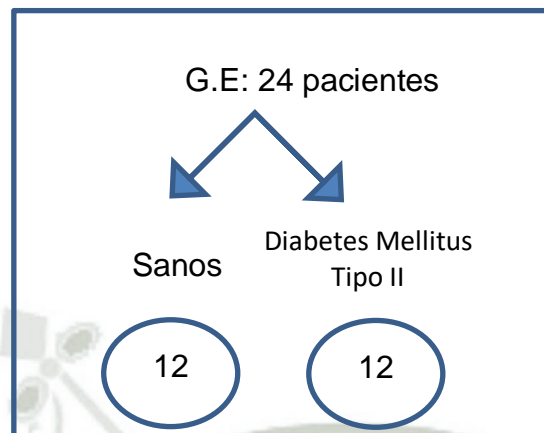 G.E: 24 pacientes
Sanos
Diabetes Mellitus
Tipo II
12
12